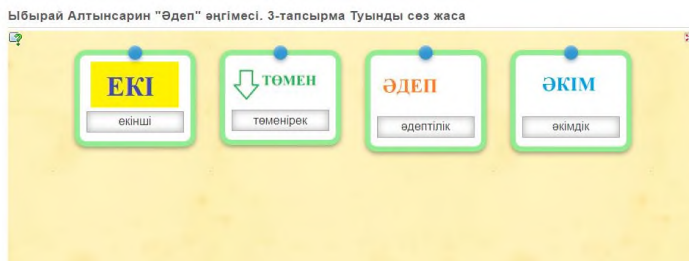 Ыбырай Алтынсарин "Әдеп" әңгімесі. 3-тапсырма Туынды сөз жаса
ЕКІ
екінші
ТӨМЕН
төменірек
ӘДЕП
әдептілік
ӘКІМ
әкімдік